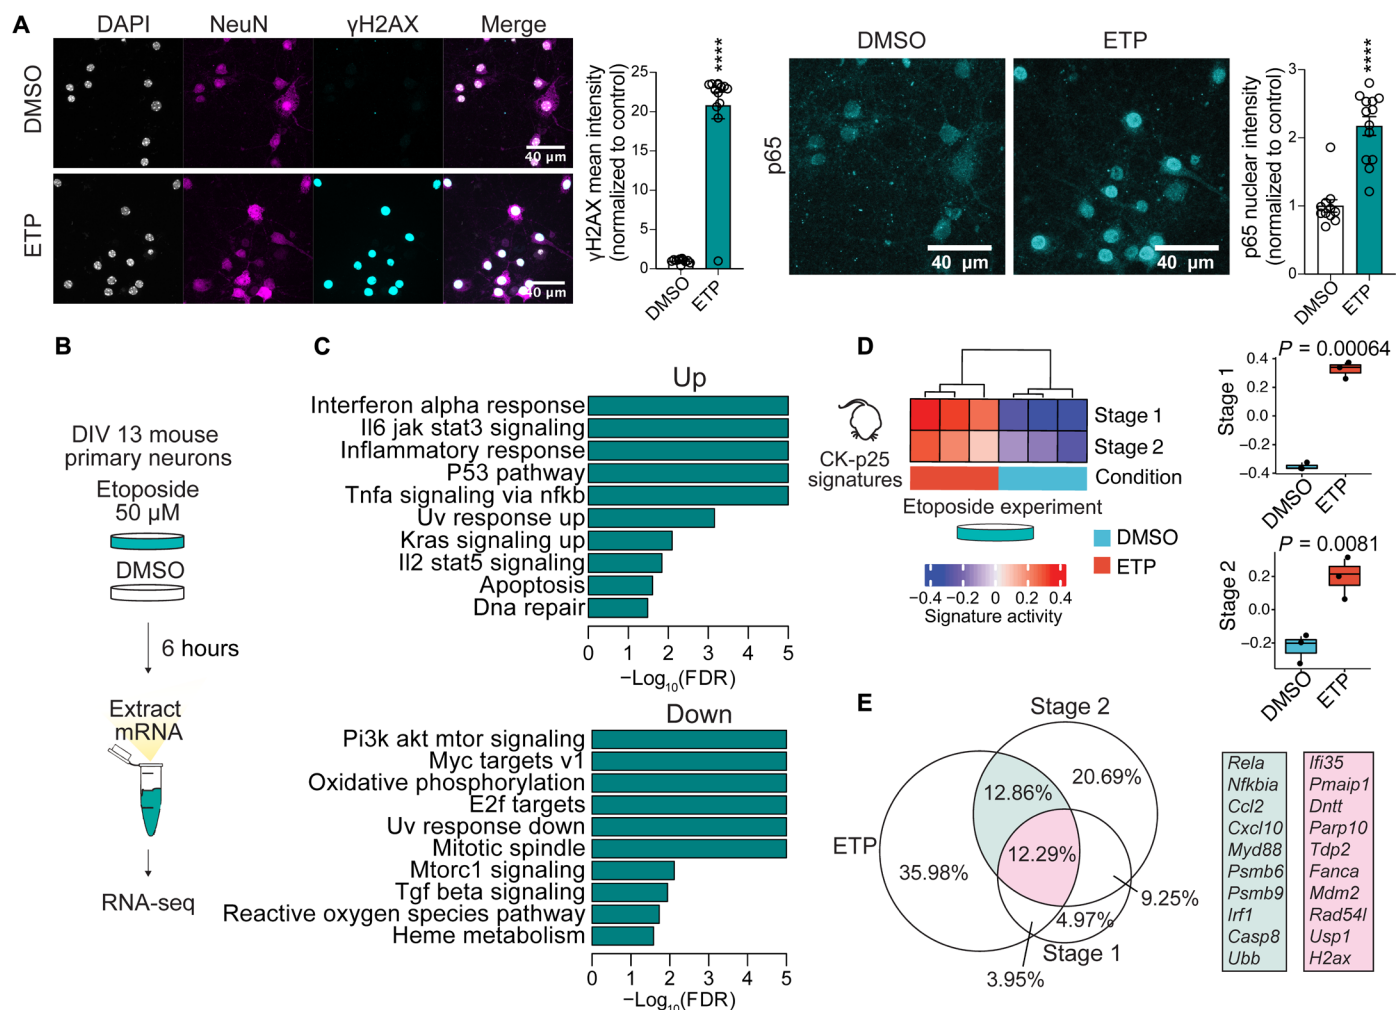 A
DAPI NeuN γH2AX Merge
DMSO
40 µm
ETP
40 µm
γH2AX mean intensity
(normalized to control)
25
20
15
10
5
0
****
DMSO
ETP
DMSO ETP
p65
40 µm
40 µm
p65 nuclear intensity
(normalized to control)
3
2
1
0
****
DMSO
ETP
B
DIV 13 mouse
primary neurons
Etoposide
50 µM
DMSO
6 hours
Extract
mRNA
RNA-seq
C
Up
Interferon alpha response
Il6 jak stat3 signaling
Inflammatory response
P53 pathway
Tnfa signaling via nfkb
Uv response up
Kras signaling up
Il2 stat5 signaling
Apoptosis
Dna repair
0 1 2 3 4 5
−Log₁₀(FDR)
Down
Pi3k akt mtor signaling
Myc targets v1
Oxidative phosphorylation
E2f targets
Uv response down
Mitotic spindle
Mtorc1 signaling
Tgf beta signaling
Reactive oxygen species pathway
Heme metabolism
0 1 2 3 4 5
−Log₁₀(FDR)
D
CK-p25
signatures
Stage 1
Stage 2
Condition
Etoposide experiment
DMSO
ETP
−0.4 −0.2 0 0.2 0.4
Signature activity
P = 0.00064
Stage 1
0.4
0.2
0.0
−0.2
−0.4
DMSO
ETP
P = 0.0081
Stage 2
0.2
0.0
−0.2
DMSO
ETP
E
Stage 2
20.69%
12.86%
ETP
12.29%
35.98%
9.25%
4.97%
Stage 1
3.95%
Rela
Nfkbia
Ccl2
Cxcl10
Myd88
Psmb6
Psmb9
Irf1
Casp8
Ubb
Ifi35
Pmaip1
Dntt
Parp10
Tdp2
Fanca
Mdm2
Rad54l
Usp1
H2ax